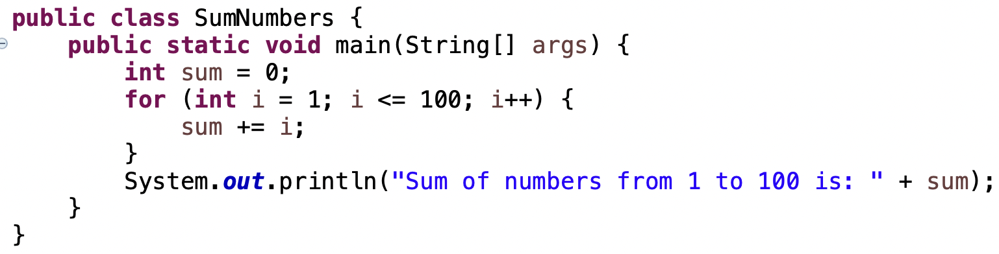 public class SumNumbers {
    public static void main(String[] args) {
        int sum = 0;
        for (int i = 1; i <= 100; i++) {
            sum += i;
        }
        System.out.println("Sum of numbers from 1 to 100 is: " + sum);
    }
}